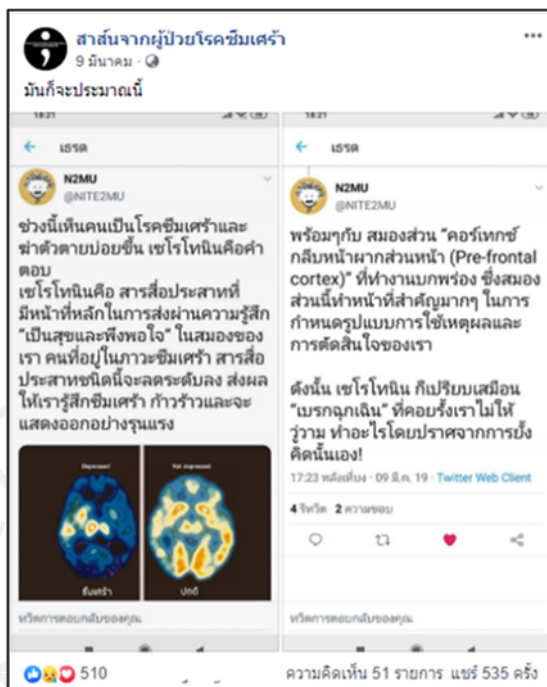 สาส์นจากผู้ป่วยโรคซึมเศร้า
9 มีนาคม ·
มันก็จะประมาณนี้
18:21
เธรด
N2MU
@NITE2MU
ช่วงนี้เห็นคนเป็นโรคซึมเศร้าและ
ฆ่าตัวตายบ่อยขึ้น เซโรโทนินคือคำ
ตอบ
เซโรโทนินคือ สารสื่อประสาทที่
มีหน้าที่หลักในการส่งผ่านความรู้สึก
“เป็นสุขและพึงพอใจ” ในสมองของ
เรา คนที่อยู่ในภาวะซึมเศร้า สารสื่อ
ประสาทชนิดนี้จะลดระดับลง ส่งผล
ให้เรารู้สึกซึมเศร้า ก้าวร้าวและจะ
แสดงออกอย่างรุนแรง
Depressed
Not depressed
ซึมเศร้า
ปกติ
ทวีตการตอบกลับของคุณ
18:21
เธรด
N2MU
@NITE2MU
พร้อมๆกับ สมองส่วน “คอร์เทกซ์
กลีบหน้าผากส่วนหน้า (Pre-frontal
cortex)” ที่ทำงานบกพร่อง ซึ่งสมอง
ส่วนนี้ทำหน้าที่สำคัญมากๆ ในการ
กำหนดรูปแบบการใช้เหตุผลและ
การตัดสินใจของเรา
ดังนั้น เซโรโทนิน ก็เปรียบเสมือน
“เบรกฉุกเฉิน” ที่คอยรั้งเราไม่ให้
วู่วาม ทำอะไรโดยปราศจากการยั้ง
คิดนั้นเอง!
17:23 หลังเที่ยง · 09 มี.ค. 19 · Twitter Web Client
4 รีทวีต 2 ความชอบ
ทวีตการตอบกลับของคุณ
510
ความคิดเห็น 51 รายการ แชร์ 535 ครั้ง